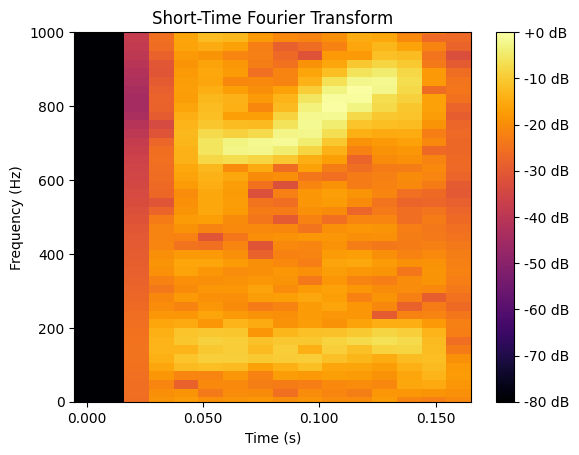 Short-Time Fourier Transform
1000
800
600
400
200
0
Frequency (Hz)
0.000
0.050
0.100
0.150
Time (s)
+0 dB
-10 dB
-20 dB
-30 dB
-40 dB
-50 dB
-60 dB
-70 dB
-80 dB